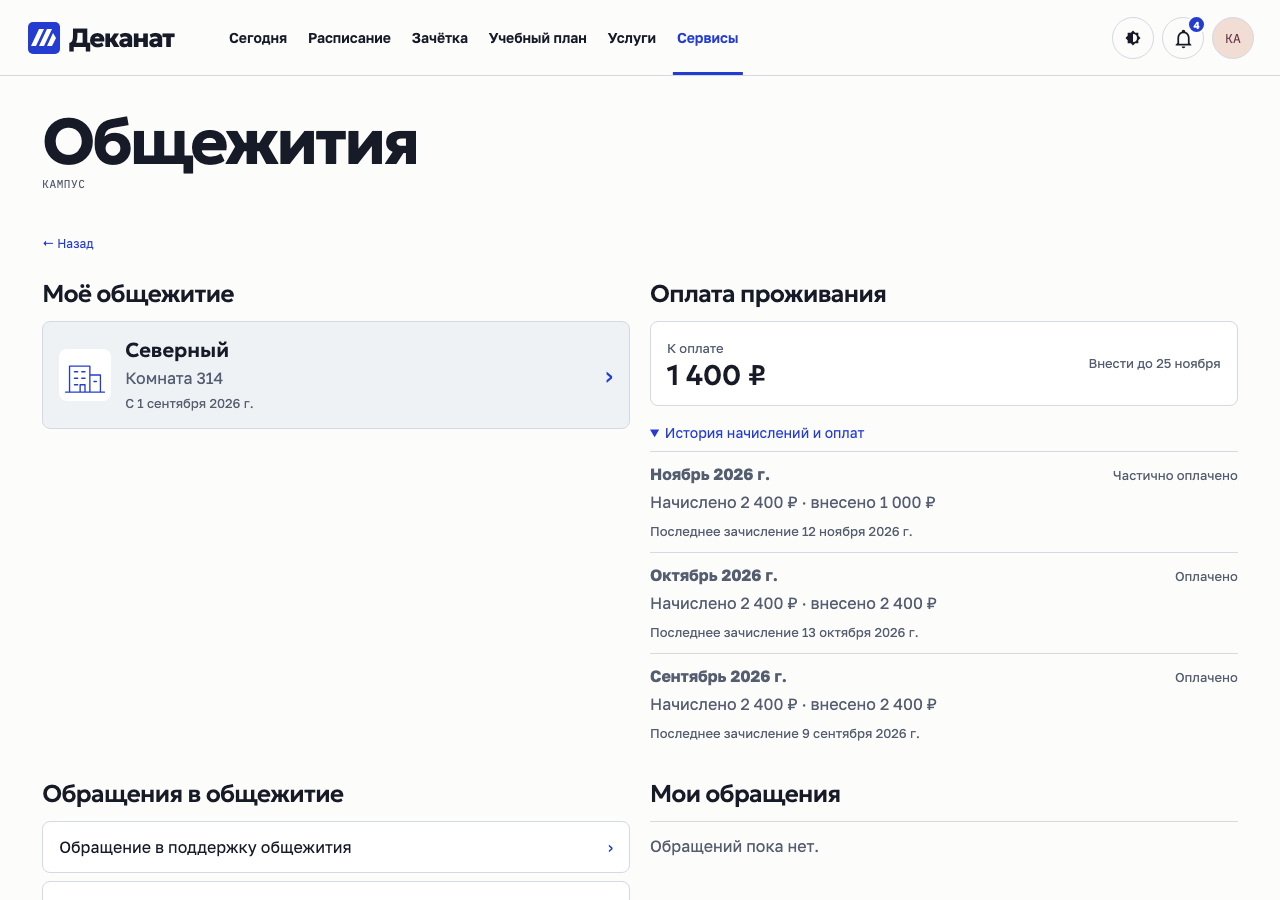 Деканат
Сегодня
Расписание
Зачётка
Учебный план
Услуги
Сервисы
4
КА
Общежития
КАМПУС
← Назад
Моё общежитие
Северный
Комната 314
С 1 сентября 2026 г.
Оплата проживания
К оплате
1 400 ₽
Внести до 25 ноября
История начислений и оплат
Ноябрь 2026 г.
Частично оплачено
Начислено 2 400 ₽ · внесено 1 000 ₽
Последнее зачисление 12 ноября 2026 г.
Октябрь 2026 г.
Оплачено
Начислено 2 400 ₽ · внесено 2 400 ₽
Последнее зачисление 13 октября 2026 г.
Сентябрь 2026 г.
Оплачено
Начислено 2 400 ₽ · внесено 2 400 ₽
Последнее зачисление 9 сентября 2026 г.
Обращения в общежитие
Обращение в поддержку общежития
Мои обращения
Обращений пока нет.